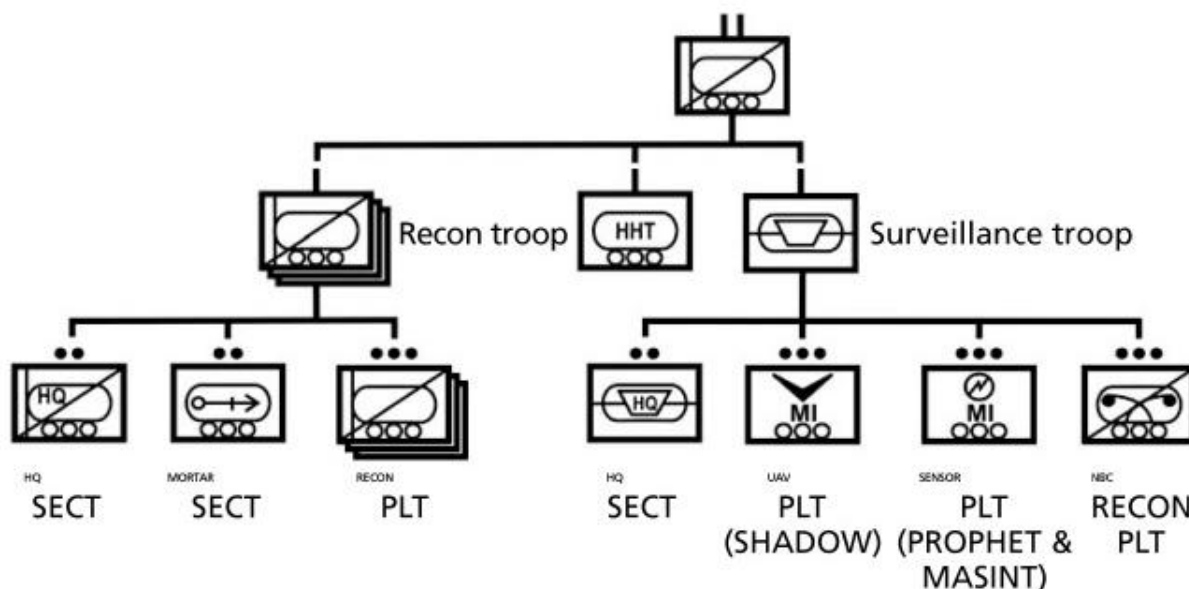 Recon troop
HHT
Surveillance troop
HQ
HQ
MI
MI
HQ
SECT
MORTAR
SECT
RECON
PLT
HQ
SECT
UAV
PLT
(SHADOW)
SENSOR
PLT
(PROPHET &
MASINT)
NBC
RECON
PLT